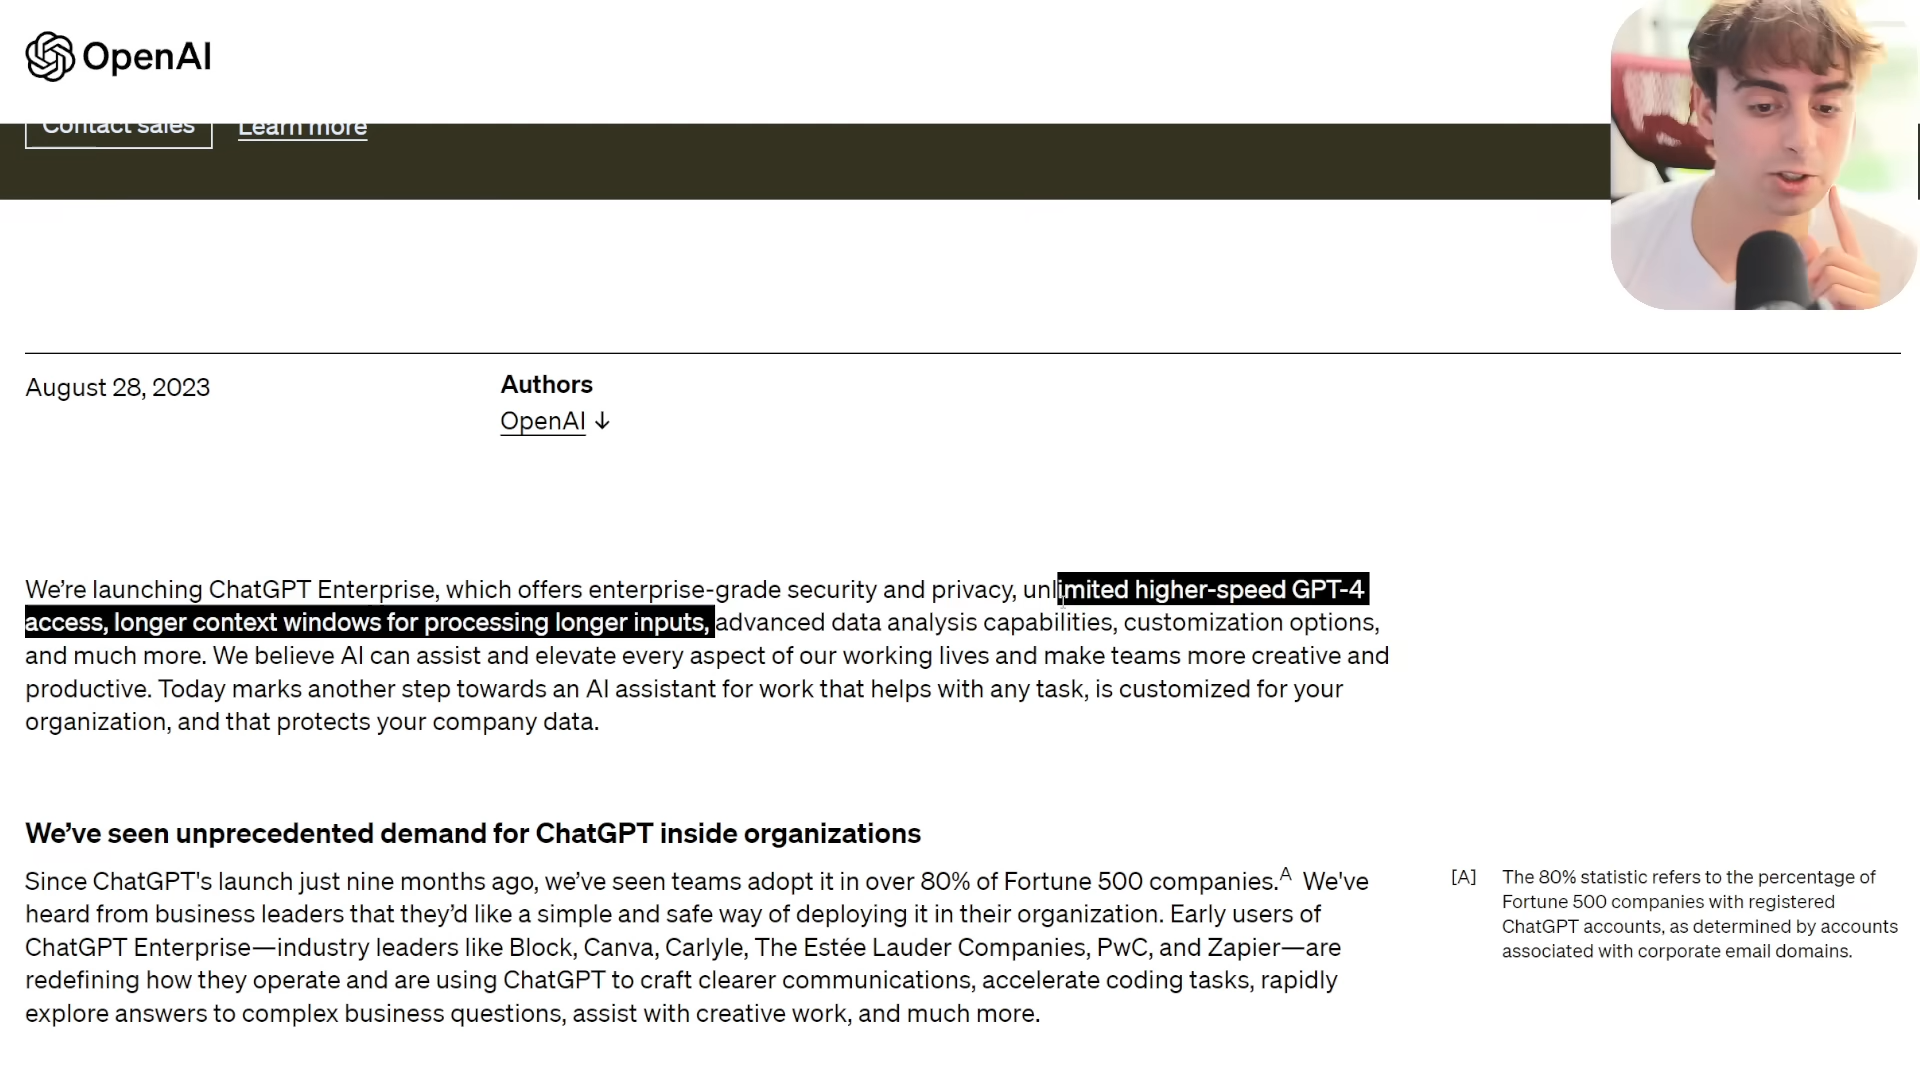 OpenAI
Contact sales
Learn more
August 28, 2023
Authors
OpenAI ↓
We’re launching ChatGPT Enterprise, which offers enterprise-grade security and privacy, unlimited higher-speed GPT-4
access, longer context windows for processing longer inputs, advanced data analysis capabilities, customization options,
and much more. We believe AI can assist and elevate every aspect of our working lives and make teams more creative and
productive. Today marks another step towards an AI assistant for work that helps with any task, is customized for your
organization, and that protects your company data.
We’ve seen unprecedented demand for ChatGPT inside organizations
Since ChatGPT's launch just nine months ago, we’ve seen teams adopt it in over 80% of Fortune 500 companies.A We've
heard from business leaders that they’d like a simple and safe way of deploying it in their organization. Early users of
ChatGPT Enterprise—industry leaders like Block, Canva, Carlyle, The Estée Lauder Companies, PwC, and Zapier—are
redefining how they operate and are using ChatGPT to craft clearer communications, accelerate coding tasks, rapidly
explore answers to complex business questions, assist with creative work, and much more.
[A] The 80% statistic refers to the percentage of
Fortune 500 companies with registered
ChatGPT accounts, as determined by accounts
associated with corporate email domains.